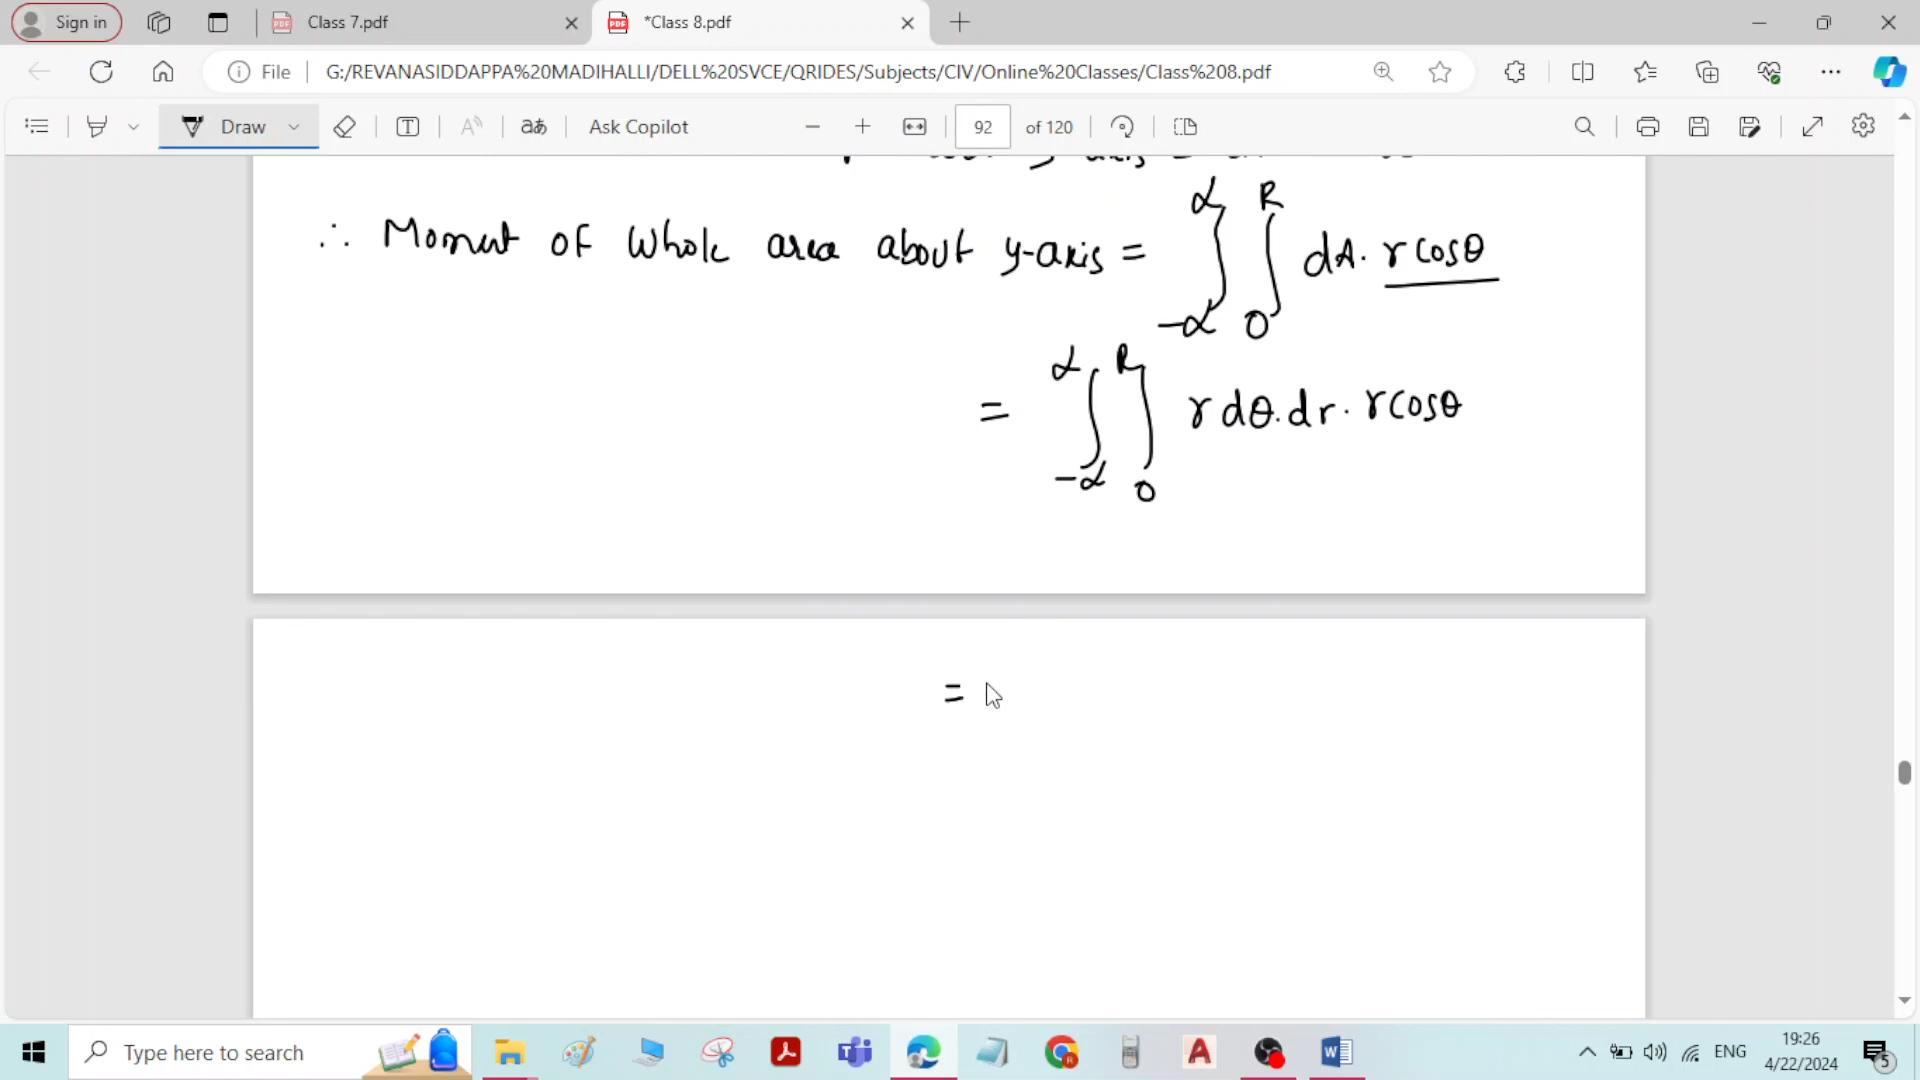 Sign in
Class 7.pdf
*Class 8.pdf
File
G:/REVANASIDDAPPA%20MADIHALLI/DELL%20SVCE/QRIDES/Subjects/CIV/Online%20Classes/Class%208.pdf
Draw
Ask Copilot
92 of 120
∴ Moment of Whole area about y-axis = ∫_{-α}^{α} ∫_{0}^{R} dA. r cosθ
= ∫_{-α}^{α} ∫_{0}^{R} r dθ. dr. r cosθ
=
Type here to search
ENG
19:26
4/22/2024
5